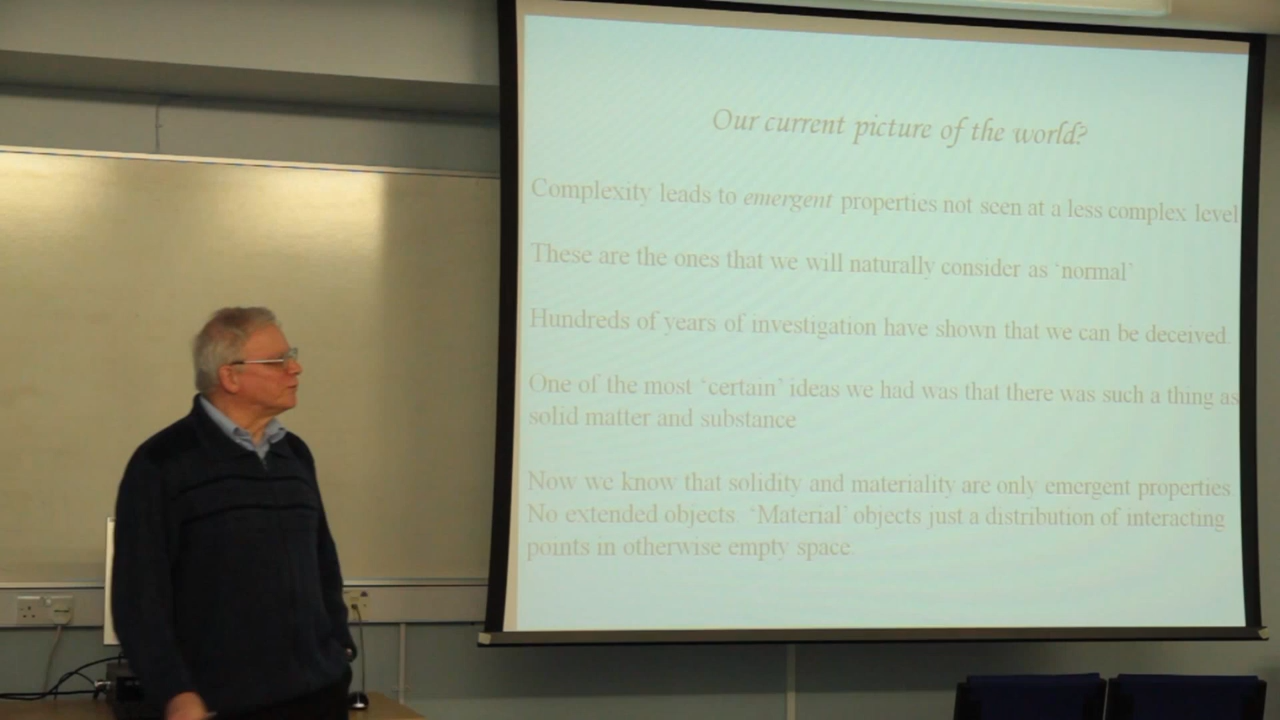 Our current picture of the world?
Complexity leads to emergent properties not seen at a less complex level
These are the ones that we will naturally consider as 'normal'
Hundreds of years of investigation have shown that we can be deceived.
One of the most 'certain' ideas we had was that there was such a thing as
solid matter and substance
Now we know that solidity and materiality are only emergent properties.
No extended objects. 'Material' objects just a distribution of interacting
points in otherwise empty space.